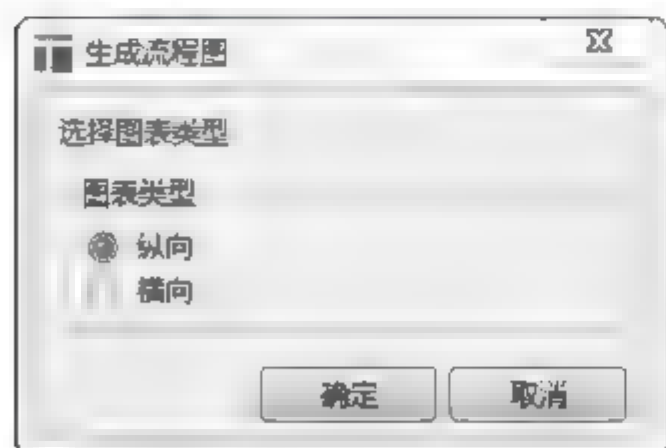 生成流程图
选择图表类型
图表类型
纵向
横向
确定
取消